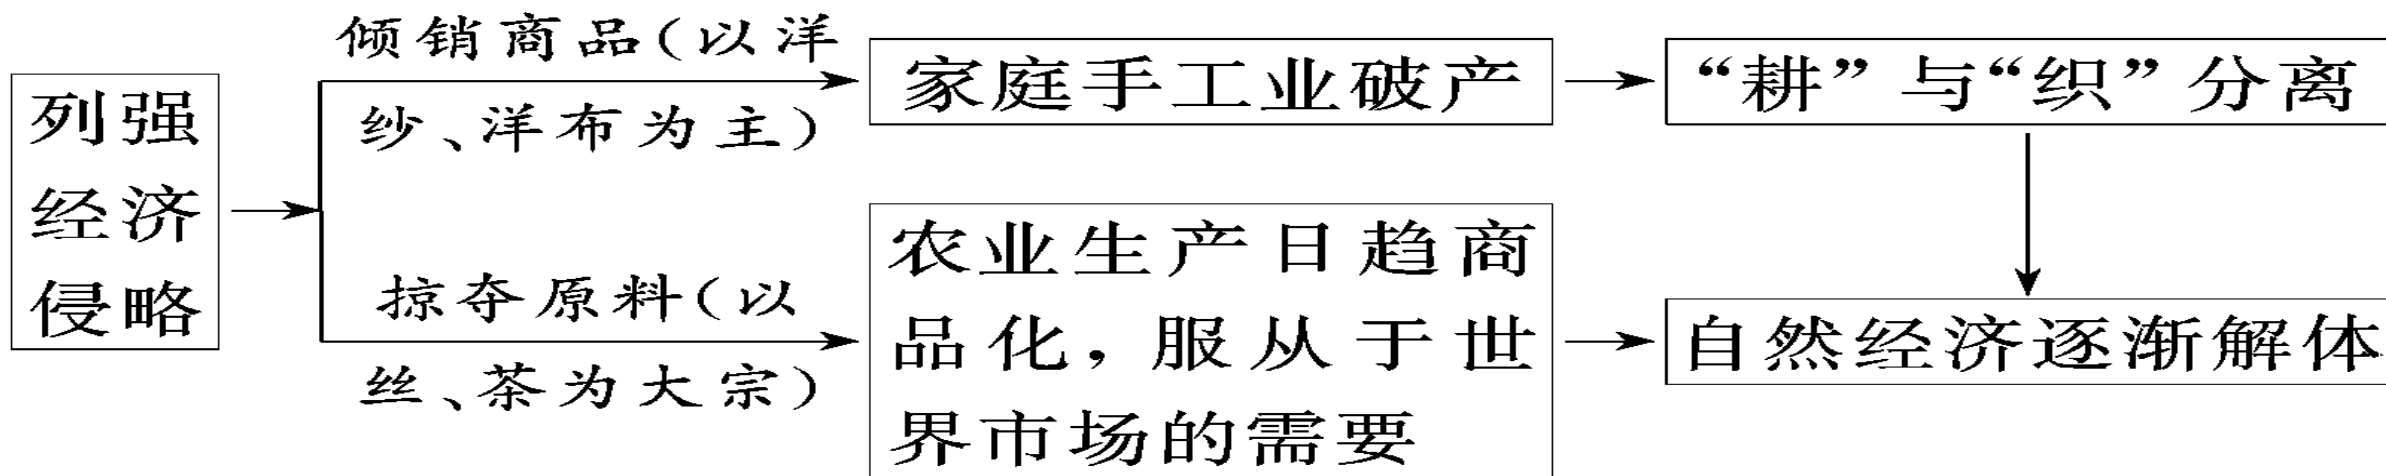 列强
经济
侵略
倾销商品(以洋
纱、洋布为主)
家庭手工业破产
“耕”与“织”分离
掠夺原料(以
丝、茶为大宗)
农业生产日趋商
品化，服从于世
界市场的需要
自然经济逐渐解体